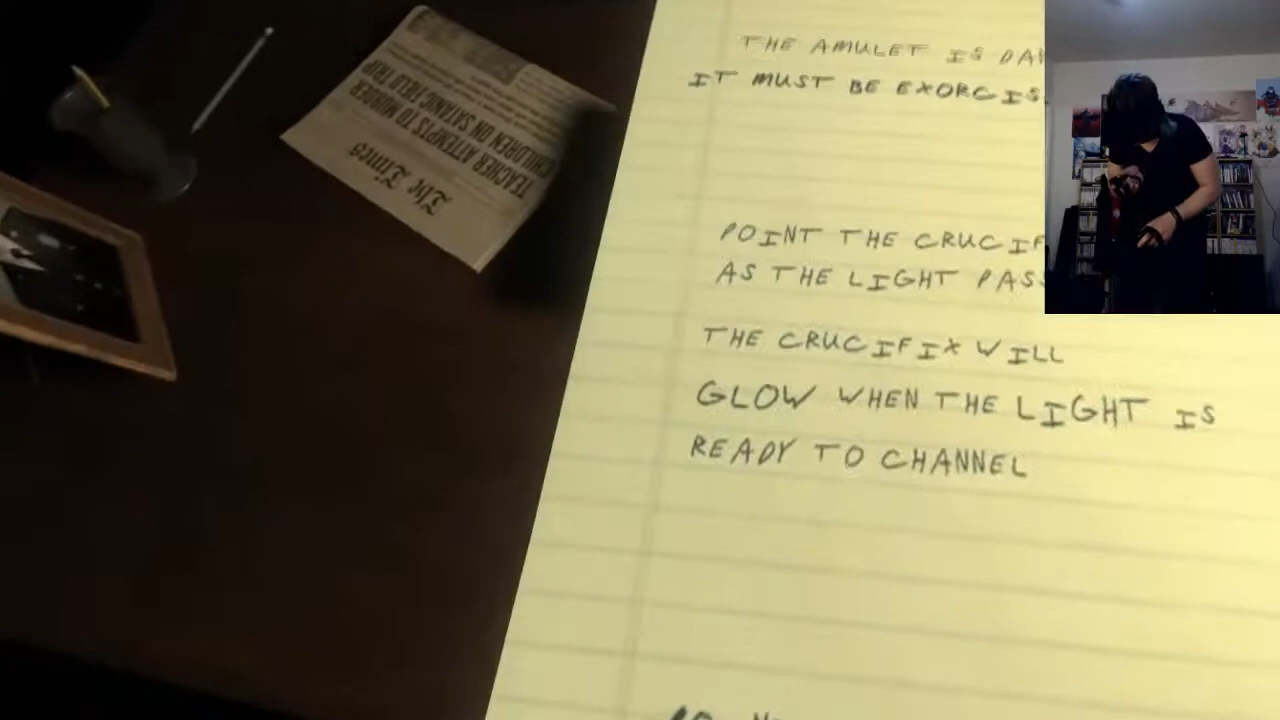 THE AMULET IS
IT MUST BE
POINT THE
AS THE LIGHT
THE CRUCIFIX WILL
GLOW WHEN THE LIGHT IS
READY TO CHANNEL
The Times
TEACHER ATTEMPTS TO MURDER
CHILDREN ON SATANIC FIELD TRIP